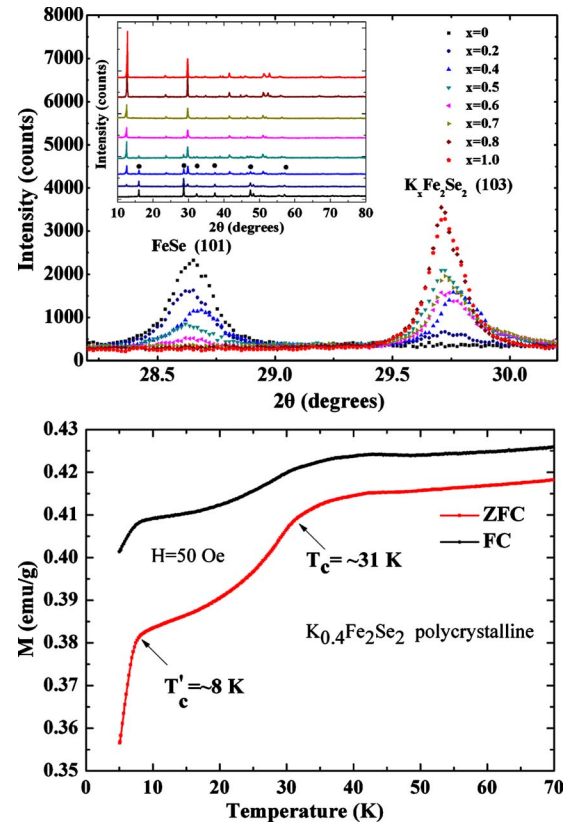 8000
7000
6000
5000
4000
3000
2000
1000
0
Intensity (counts)
Intensity (counts)
10 20 30 40 50 60 70 80
2θ (degrees)
x=0
x=0.2
x=0.4
x=0.5
x=0.6
x=0.7
x=0.8
x=1.0
KxFe2Se2 (103)
FeSe (101)
28.5 29.0 29.5 30.0
2θ (degrees)
0.43
0.42
0.41
0.40
0.39
0.38
0.37
0.36
0.35
M (emu/g)
ZFC
FC
H=50 Oe
Tc= ~31 K
K0.4Fe2Se2 polycrystalline
T'c=~8 K
0 10 20 30 40 50 60 70
Temperature (K)